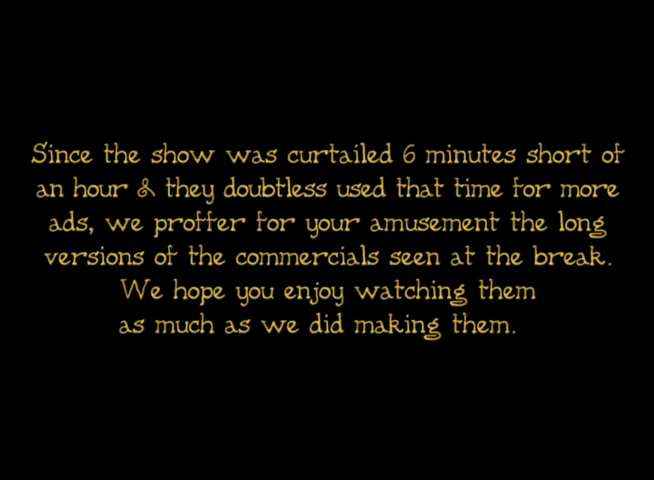 Since the show was curtailed 6 minutes short of
an hour & they doubtless used that time for more
ads, we proffer for your amusement the long
versions of the commercials seen at the break.
We hope you enjoy watching them
as much as we did making them.